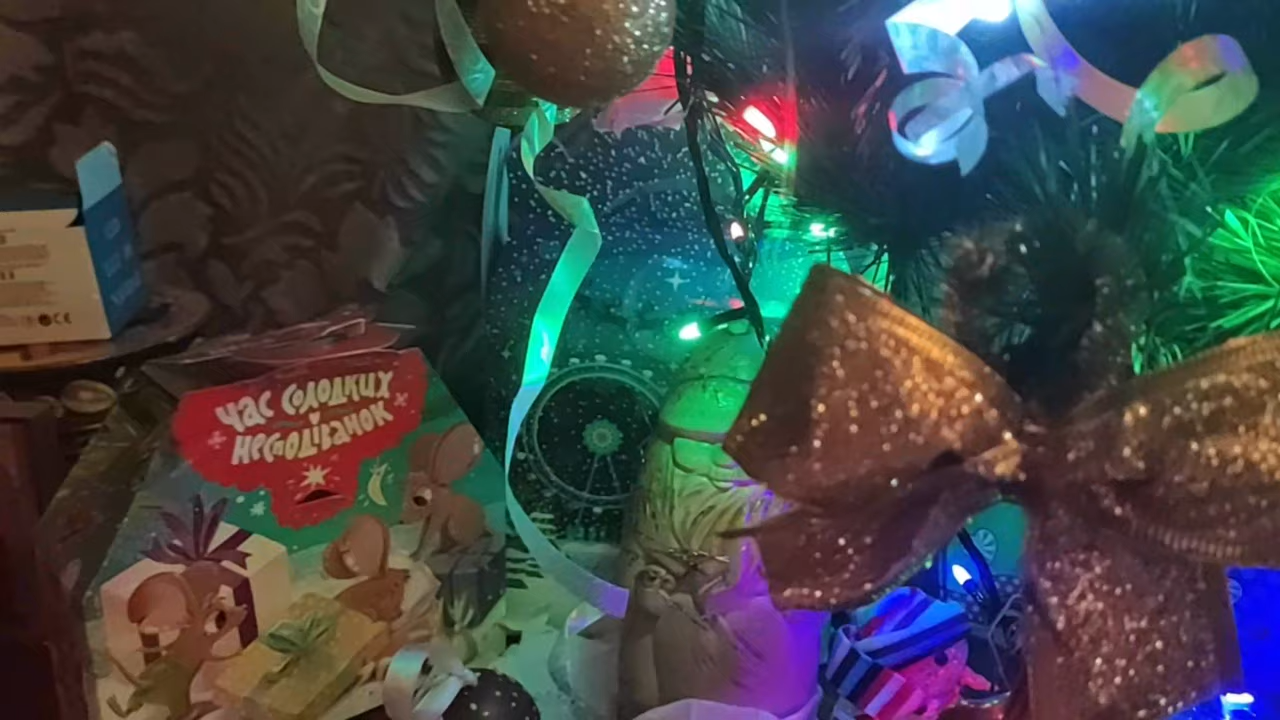 Час солодких
несподіванок